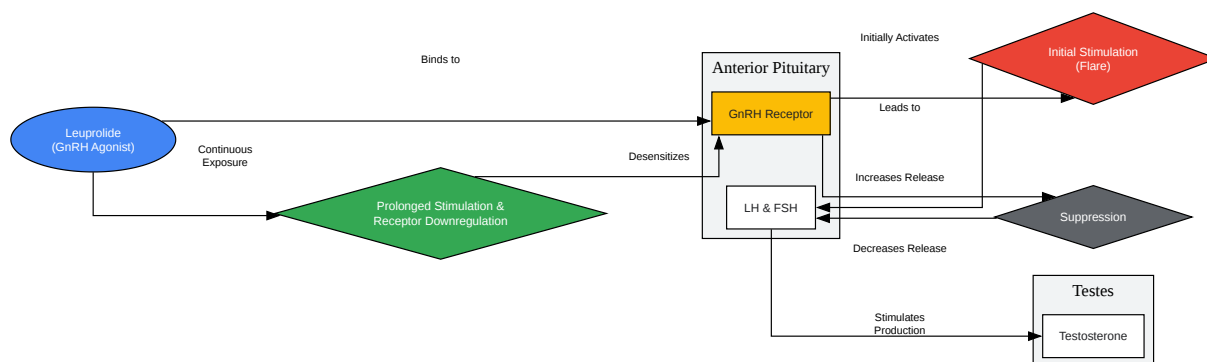 Initially Activates
Initial Stimulation
(Flare)
Binds to
Anterior Pituitary
GnRH Receptor
Leads to
Leuprolide
(GnRH Agonist)
Continuous
Exposure
Desensitizes
Increases Release
Prolonged Stimulation &
Receptor Downregulation
LH & FSH
Suppression
Decreases Release
Testes
Stimulates
Production
Testosterone